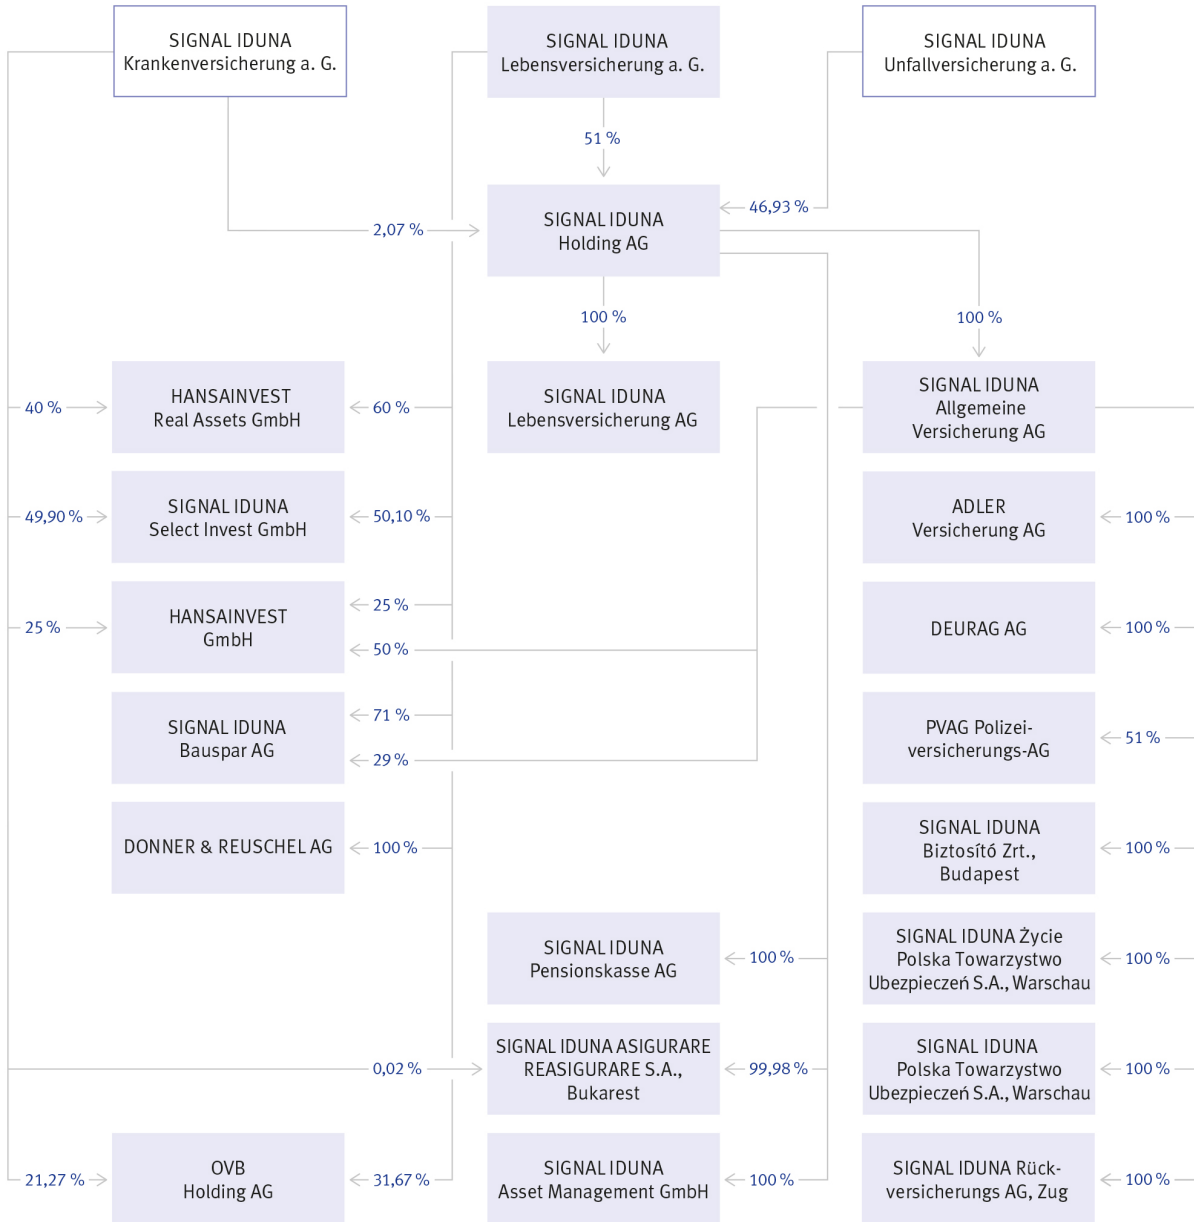 SIGNAL IDUNA
Krankenversicherung a. G.
SIGNAL IDUNA
Lebensversicherung a. G.
SIGNAL IDUNA
Unfallversicherung a. G.
51 %
46,93 %
2,07 %
SIGNAL IDUNA
Holding AG
100 %
100 %
40 %
HANSAINVEST
Real Assets GmbH
60 %
SIGNAL IDUNA
Lebensversicherung AG
SIGNAL IDUNA
Allgemeine
Versicherung AG
49,90 %
SIGNAL IDUNA
Select Invest GmbH
50,10 %
ADLER
Versicherung AG
100 %
25 %
HANSAINVEST
GmbH
25 %
50 %
DEURAG AG
100 %
SIGNAL IDUNA
Bauspar AG
71 %
29 %
PVAG Polizei-
versicherungs-AG
51 %
DONNER & REUSCHEL AG
100 %
SIGNAL IDUNA
Biztosító Zrt.,
Budapest
100 %
SIGNAL IDUNA
Pensionskasse AG
100 %
SIGNAL IDUNA Życie
Polska Towarzystwo
Ubezpieczeń S.A., Warschau
100 %
0,02 %
SIGNAL IDUNA ASIGURARE
REASIGURARE S.A.,
Bukarest
99,98 %
SIGNAL IDUNA
Polska Towarzystwo
Ubezpieczeń S.A., Warschau
100 %
21,27 %
OVB
Holding AG
31,67 %
SIGNAL IDUNA
Asset Management GmbH
100 %
SIGNAL IDUNA Rück-
versicherungs AG, Zug
100 %